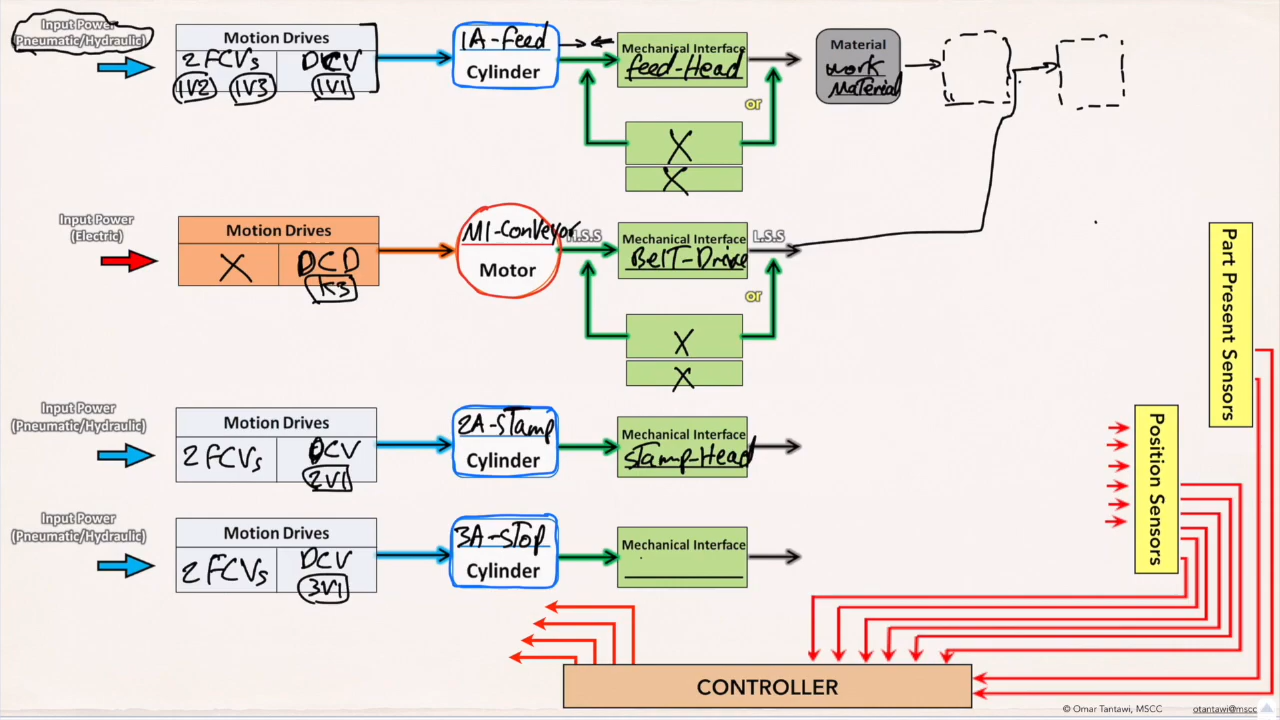 Input Power
(Pneumatic/Hydraulic)
Motion Drives
2 FCVs
DCV
1V2
1V3
1V1
1A-Feed
Cylinder
Mechanical Interface
feed-Head
or
X
X
Material
work
MaTerial
Input Power
(Electric)
Motion Drives
X
DCD
K3
M1-Conveyor
Motor
H.S.S
Mechanical Interface
BelT-Drive
L.S.S
or
X
X
Part Present Sensors
Input Power
(Pneumatic/Hydraulic)
Motion Drives
2 FCVs
DCV
2V1
2A-STamp
Cylinder
Mechanical Interface
STamp-Head
Position Sensors
Input Power
(Pneumatic/Hydraulic)
Motion Drives
2 FCVs
DCV
3V1
3A-STop
Cylinder
Mechanical Interface
CONTROLLER
© Omar Tantawi, MSCC
otantawi@mscc